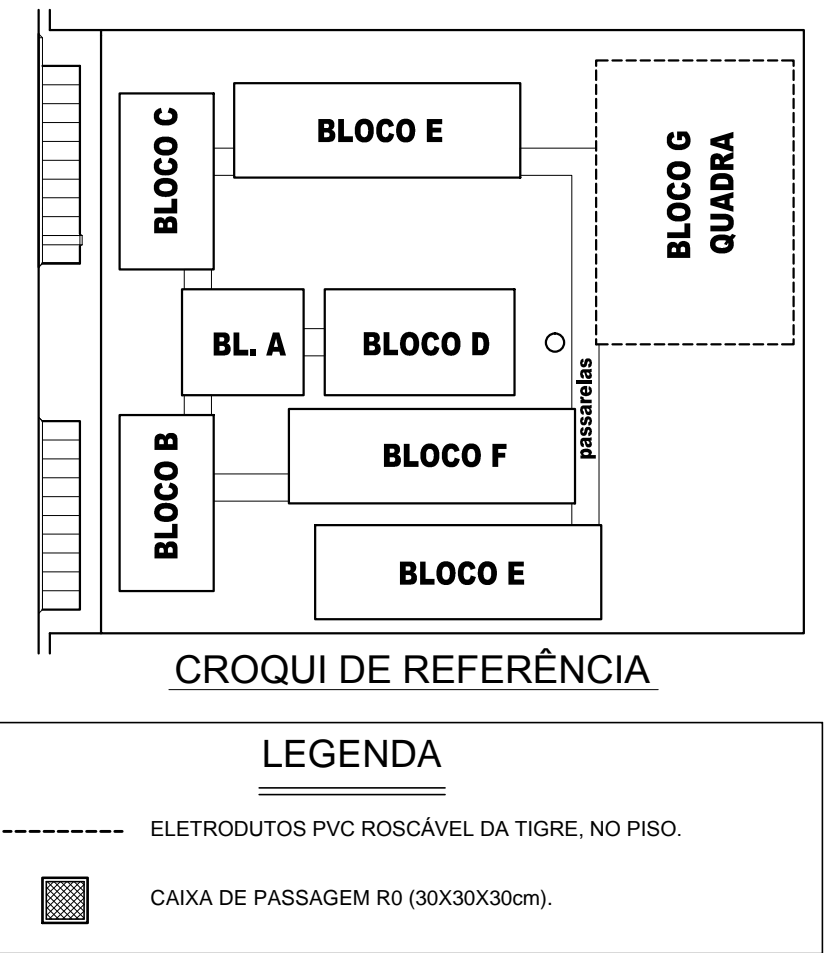 BLOCO C
BLOCO E
BLOCO G
QUADRA
BL. A
BLOCO D
passarelas
BLOCO B
BLOCO F
BLOCO E
CROQUI DE REFERÊNCIA
LEGENDA
ELETRODUTOS PVC ROSCÁVEL DA TIGRE, NO PISO.
CAIXA DE PASSAGEM R0 (30X30X30cm).